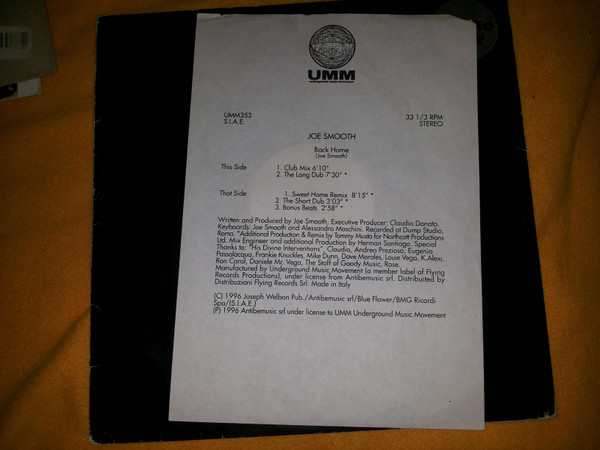 UMM
UMM353
33 1/3 RPM
S.I.A.E.
STEREO
JOE SMOOTH
Back Home
(Joe Smooth)
This Side
1. Club Mix 6'10"
2. The Long Dub 7'30" *
That Side
1. Sweet Home Remix 8'15" *
2. The Short Dub 3'03" *
3. Bonus Beats 2'58" *
Written and Produced by Joe Smooth. Executive Producer: Claudio Donato.
Keyboards: Joe Smooth and Alessandro Moschini. Recorded at Dump Studio,
Roma. *Additional Production & Remix by Tommy Musto for Northcott Productions
Ltd. Mix Engineer and additional Production by Herman Santiago. Special
Thanks to: "His Divine Interventions", Claudia, Andrea Prezioso, Eugenio
Passalacqua, Frankie Knuckles, Mike Dunn, Dave Morales, Louie Vega, K.Alexi,
Ron Carol, Daniele Mr. Vega, The Staff of Goody Music, Rose.
Manufactured by Underground Music Movement (a member label of Flying
Records Productions), under license from Antibemusic srl. Distribuited by
Distribuzioni Flying Records Srl. Made in Italy
(C) 1996 Joseph Welbon Pub./Antibemusic srl/Blue Flower/BMG Ricordi
Spa/(S.I.A.E.)
(P) 1996 Antibemusic srl under license to UMM Underground Music Movement